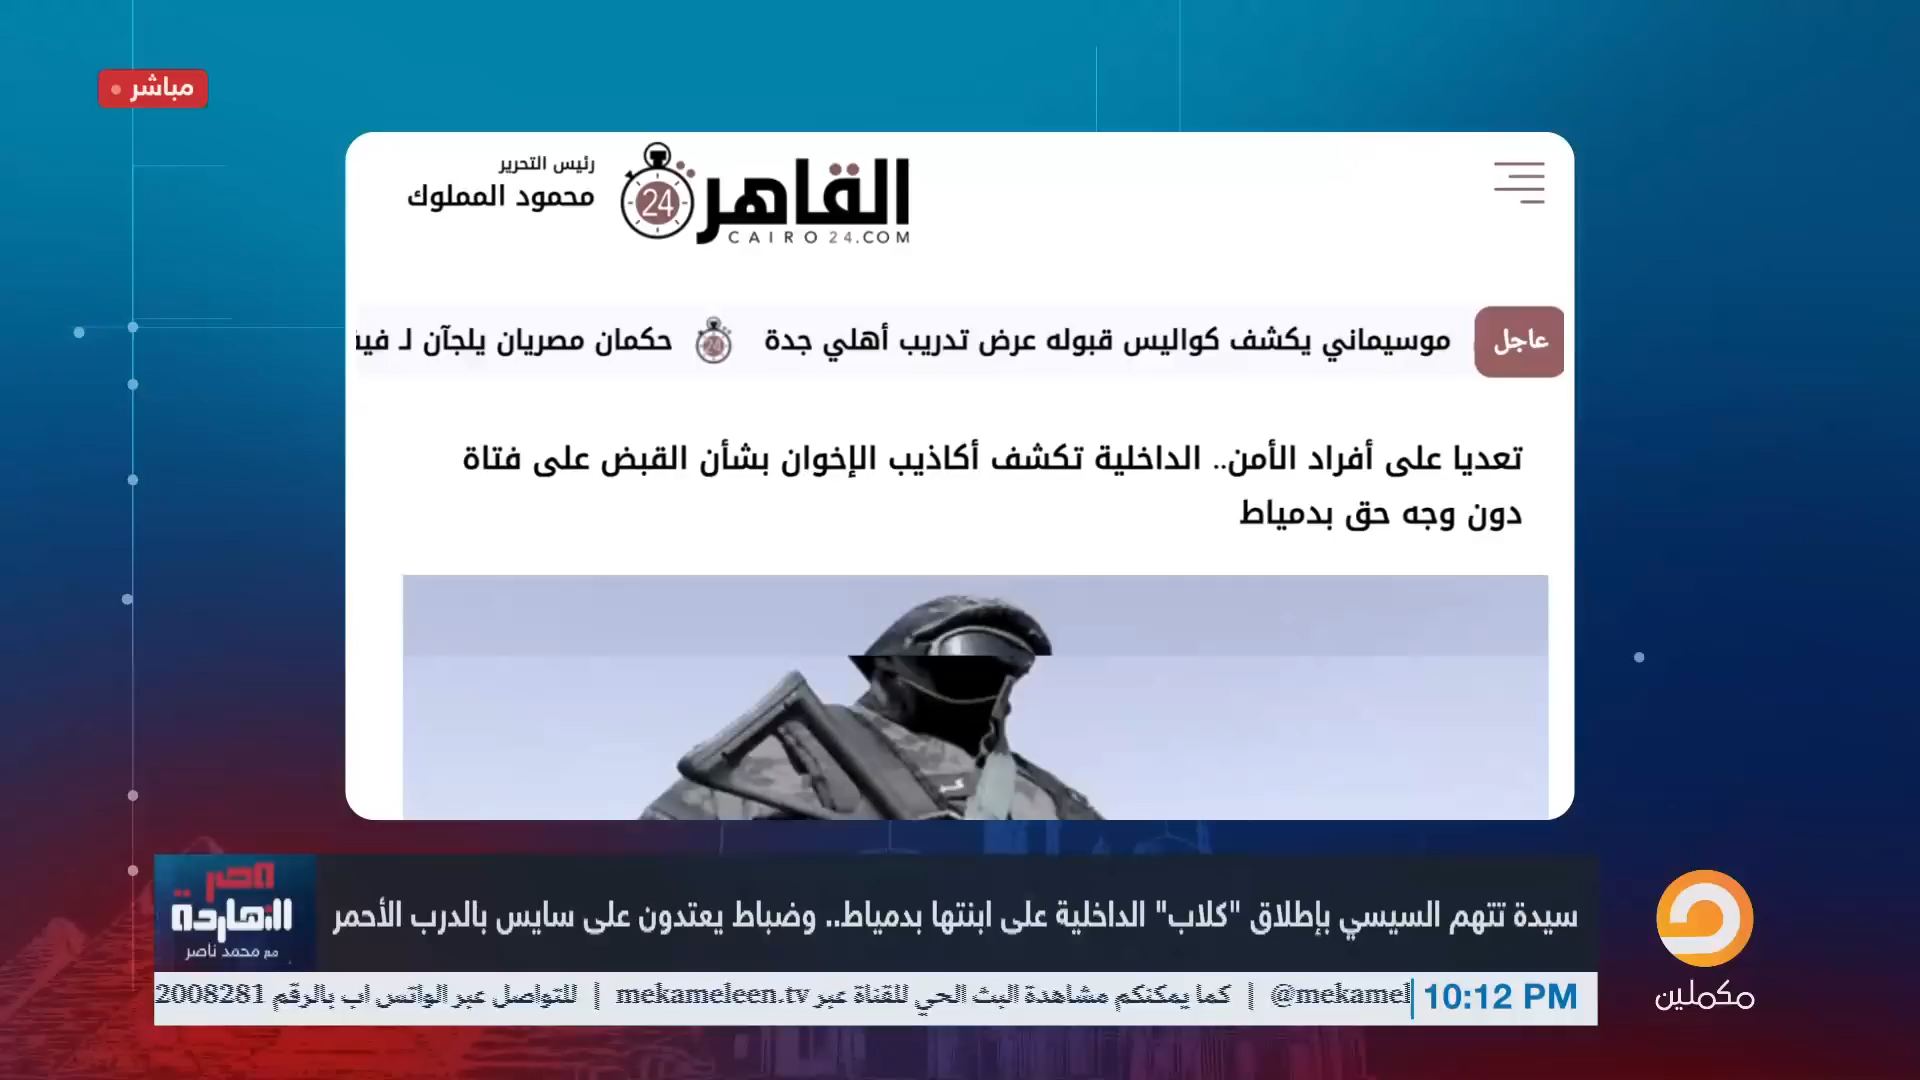 مباشر
رئيس التحرير
محمود المملوك
القاهرة 24
CAIRO 24.COM
عاجل
موسيماني يكشف كواليس قبوله عرض تدريب أهلي جدة
حكمان مصريان يلجآن لـ
تعديا على أفراد الأمن.. الداخلية تكشف أكاذيب الإخوان بشأن القبض على فتاة
دون وجه حق بدمياط
سيدة تتهم السيسي بإطلاق "كلاب" الداخلية على ابنتها بدمياط.. وضباط يعتدون على سايس بالدرب الأحمر
مصر
النهاردة
مع محمد ناصر
10:12 PM
@mekamel | كما يمكنكم مشاهدة البث الحي للقناة عبر mekameleen.tv | للتواصل عبر الواتس اب بالرقم 2008281
مكملين